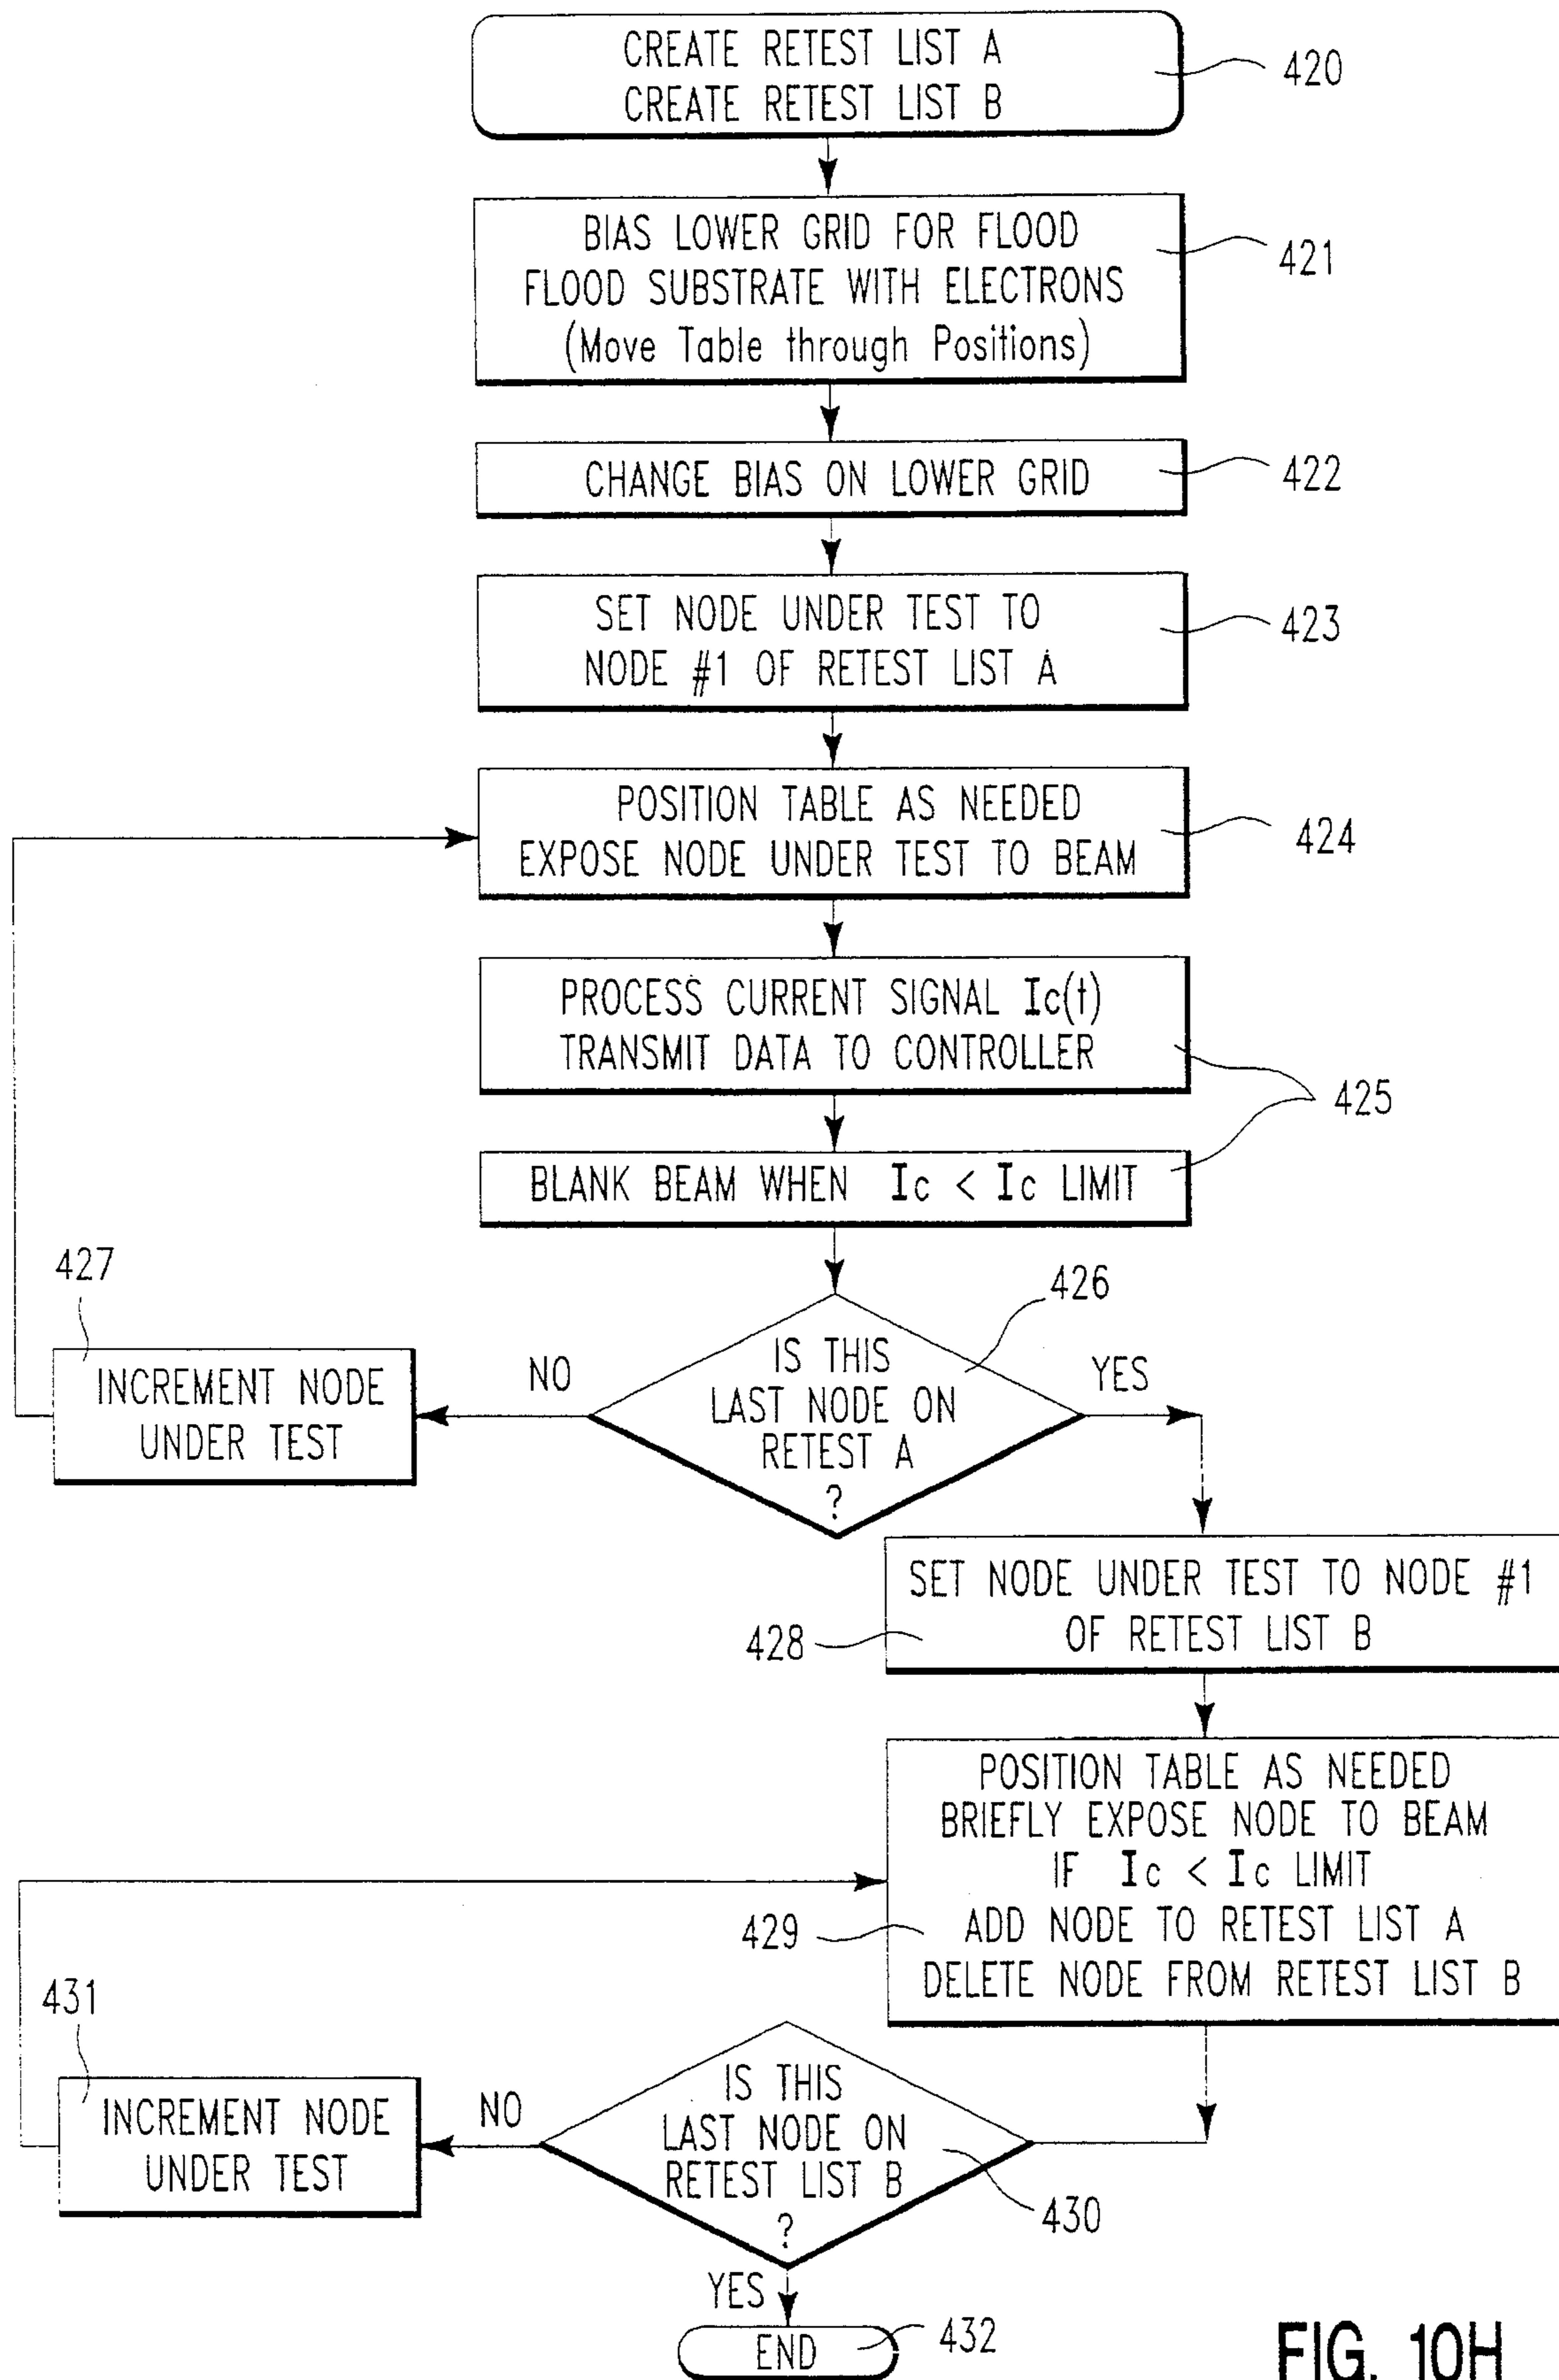 CREATE RETEST LIST A
CREATE RETEST LIST B
420
BIAS LOWER GRID FOR FLOOD
FLOOD SUBSTRATE WITH ELECTRONS
(Move Table through Positions)
421
CHANGE BIAS ON LOWER GRID
422
SET NODE UNDER TEST TO
NODE #1 OF RETEST LIST A
423
POSITION TABLE AS NEEDED
EXPOSE NODE UNDER TEST TO BEAM
424
PROCESS CURRENT SIGNAL Ic(t)
TRANSMIT DATA TO CONTROLLER
425
BLANK BEAM WHEN Ic < Ic LIMIT
427
426
IS THIS
LAST NODE ON
RETEST A
?
NO
YES
INCREMENT NODE
UNDER TEST
SET NODE UNDER TEST TO NODE #1
OF RETEST LIST B
428
POSITION TABLE AS NEEDED
BRIEFLY EXPOSE NODE TO BEAM
IF Ic < Ic LIMIT
ADD NODE TO RETEST LIST A
DELETE NODE FROM RETEST LIST B
429
431
IS THIS
LAST NODE ON
RETEST LIST B
?
430
NO
INCREMENT NODE
UNDER TEST
YES
END
432
FIG. 10H